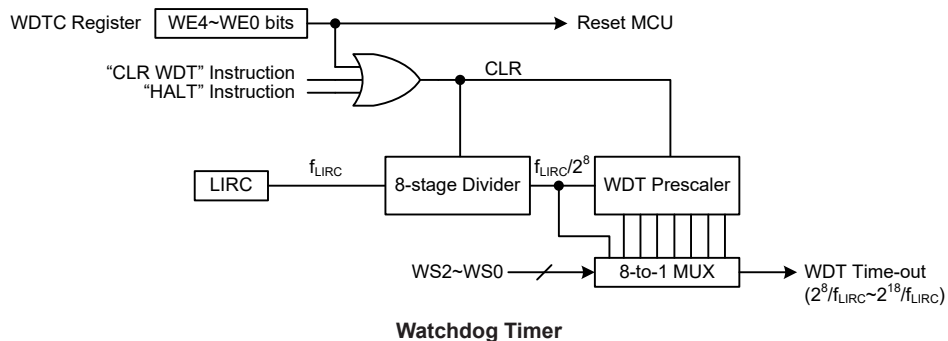 WDTC Register WE4~WE0 bits Reset MCU
“CLR WDT” Instruction CLR
“HALT” Instruction
LIRC fLIRC 8-stage Divider fLIRC/2⁸ WDT Prescaler
WS2~WS0 8-to-1 MUX WDT Time-out
(2⁸/fLIRC~2¹⁸/fLIRC)
Watchdog Timer